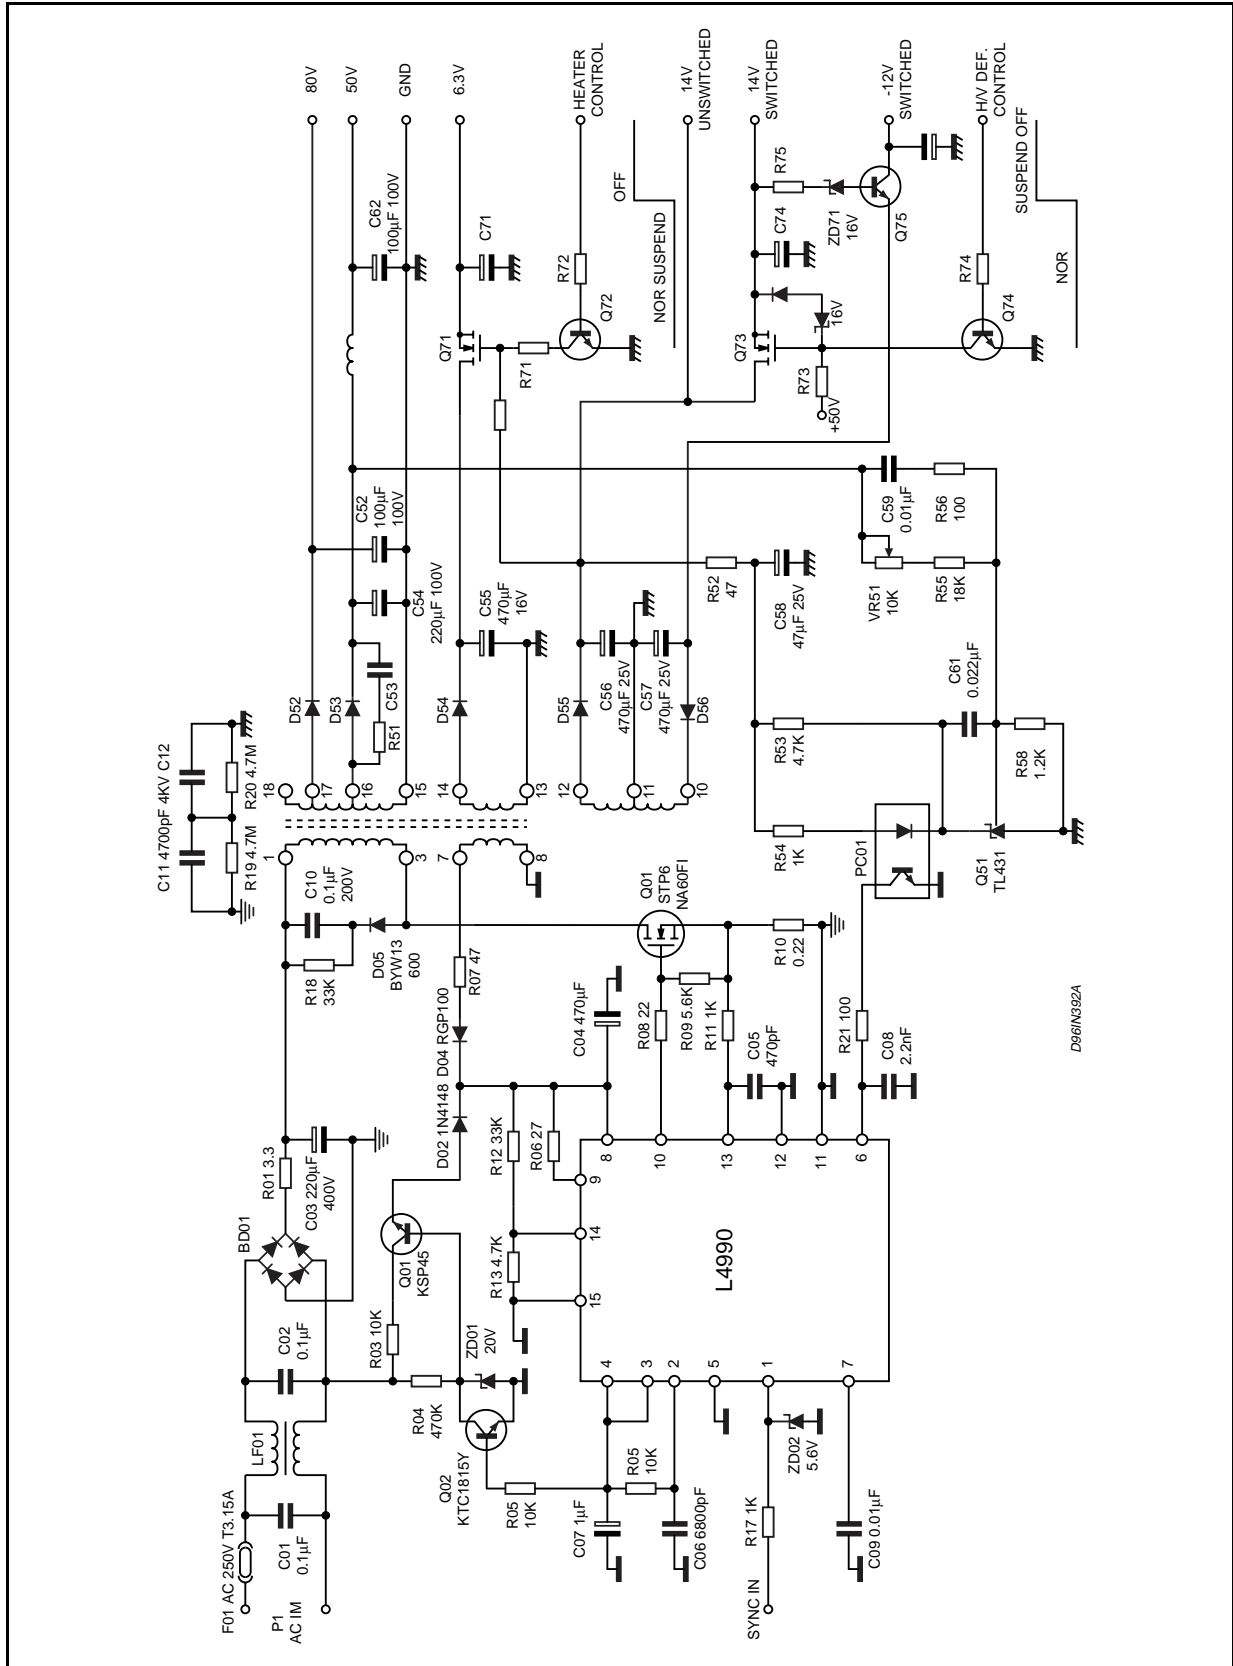 F01 AC 250V T3.15A
P1
AC IM
C01
0.1µF
LF01
C02
0.1µF
BD01
R01 3.3
C03 220µF
400V
R18
33K
C10
0.1µF
200V
D05
BYW13
600
C11 4700pF 4KV C12
R19 4.7M
R20 4.7M
1
3
7
8
18
17
16
15
14
13
12
11
10
D52
D53
R51
C53
C54
220µF 100V
C52
100µF
100V
C62
100µF 100V
80V
50V
GND
6.3V
HEATER
CONTROL
14V
UNSWITCHED
14V
SWITCHED
-12V
SWITCHED
H/V DEF.
CONTROL
D54
C55
470µF
16V
Q71
C71
R71
R72
Q72
OFF
NOR SUSPEND
D55
C56
470µF 25V
C57
470µF 25V
D56
Q73
R73
+50V
16V
C74
R75
ZD71
16V
Q75
R74
Q74
SUSPEND OFF
NOR
R52
47
C58
47µF 25V
VR51
10K
C59
0.01µF
R55
18K
R56
100
R53
4.7K
C61
0.022µF
R58
1.2K
R54
1K
PC01
Q51
TL431
R03 10K
Q01
KSP45
R04
470K
ZD01
20V
Q02
KTC1815Y
R05
10K
D02 1N4148
D04 RGP100
R07 47
R12 33K
R06 27
R13 4.7K
C04 470µF
Q01
STP6
NA60FI
R08 22
R09 5.6K
R11 1K
R10
0.22
C05
470pF
R21 100
C08
2.2nF
8
10
13
12
11
6
9
14
15
L4990
4
3
2
5
1
7
C07 1µF
R05
10K
C06 6800pF
ZD02
5.6V
R17 1K
SYNC IN
C09 0.01µF
D96IN392A